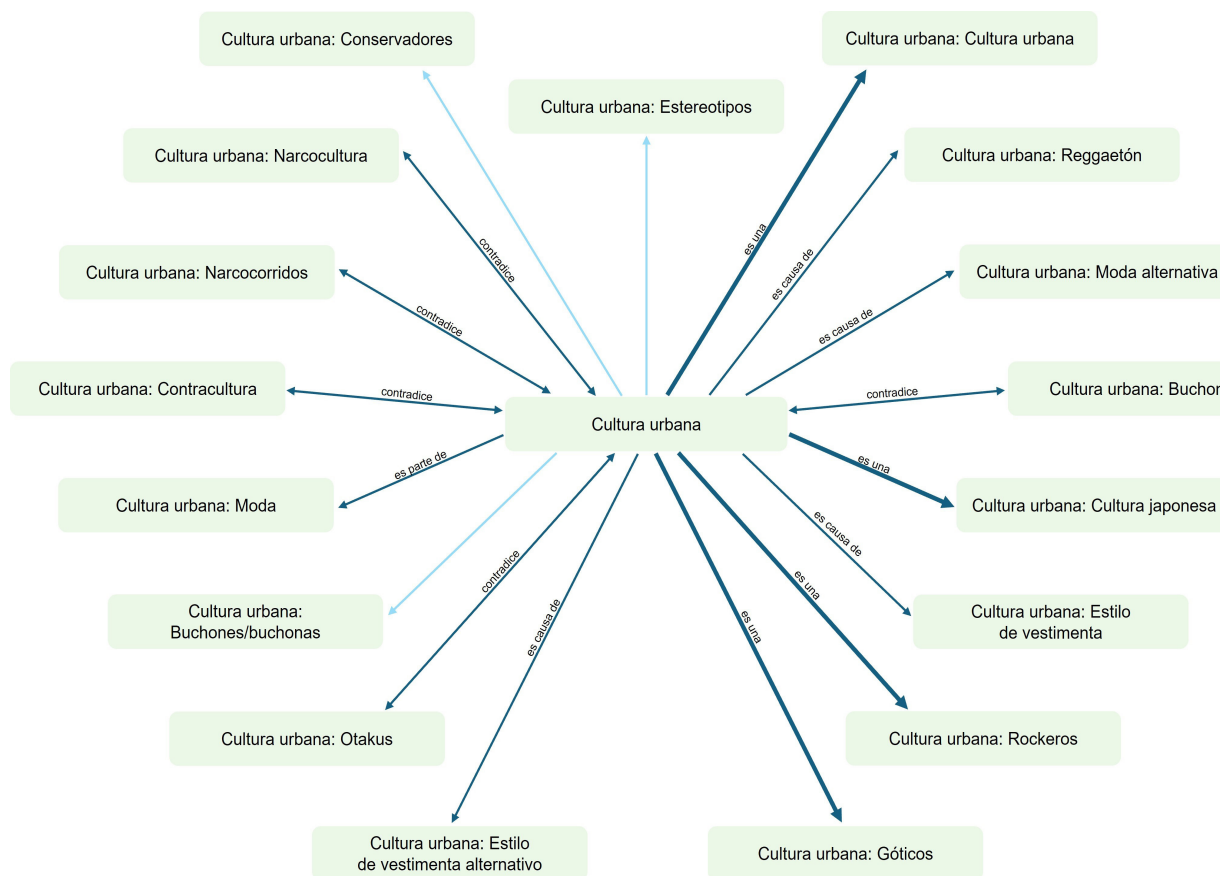 Cultura urbana: Conservadores
Cultura urbana: Cultura urbana
Cultura urbana: Estereotipos
Cultura urbana: Narcocultura
Cultura urbana: Reggaetón
es una
contradice
es causa de
Cultura urbana: Narcocorridos
Cultura urbana: Moda alternativa
contradice
es causa de
Cultura urbana: Contracultura
contradice
contradice
Cultura urbana: Buchon
Cultura urbana
es parte de
es una
Cultura urbana: Moda
Cultura urbana: Cultura japonesa
es causa de
contradice
es una
Cultura urbana:
Buchones/buchonas
es causa de
es una
Cultura urbana: Estilo
de vestimenta
Cultura urbana: Otakus
Cultura urbana: Rockeros
Cultura urbana: Estilo
de vestimenta alternativo
Cultura urbana: Góticos